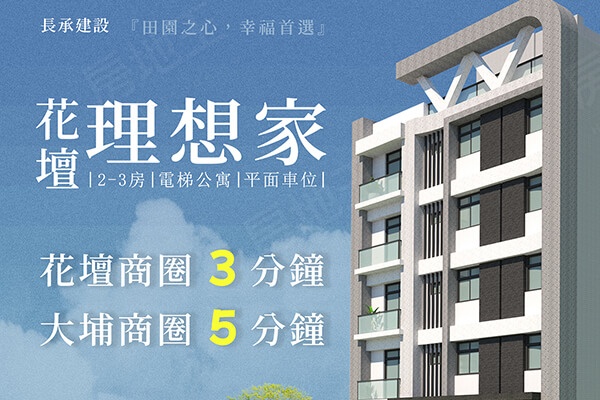 長承建設 『田園之心，幸福首選』
花壇 理想家
|2-3房|電梯公寓|平面車位|
花壇商圈 3 分鐘
大埔商圈 5 分鐘